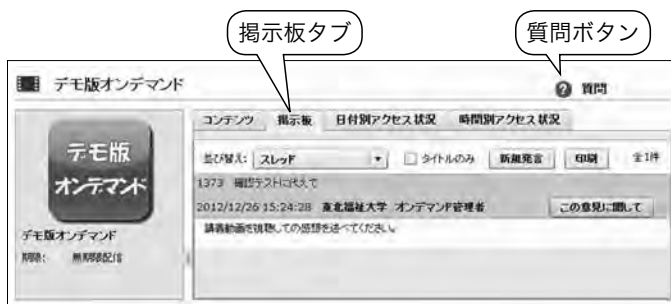 掲示板タブ
質問ボタン
デモ版オンデマンド
? 質問
コンテンツ 掲示板 日付別アクセス状況 時間別アクセス状況
デモ版
オンデマンド
並び替え: スレッド タイトルのみ 新規発言 印刷 全1件
1373 確認テストに代えて
2012/12/26 15:24:28 東北福祉大学 オンデマンド管理者 この意見に関して
講義動画を視聴しての感想を述べてください。
デモ版オンデマンド
期限: 無期限配信